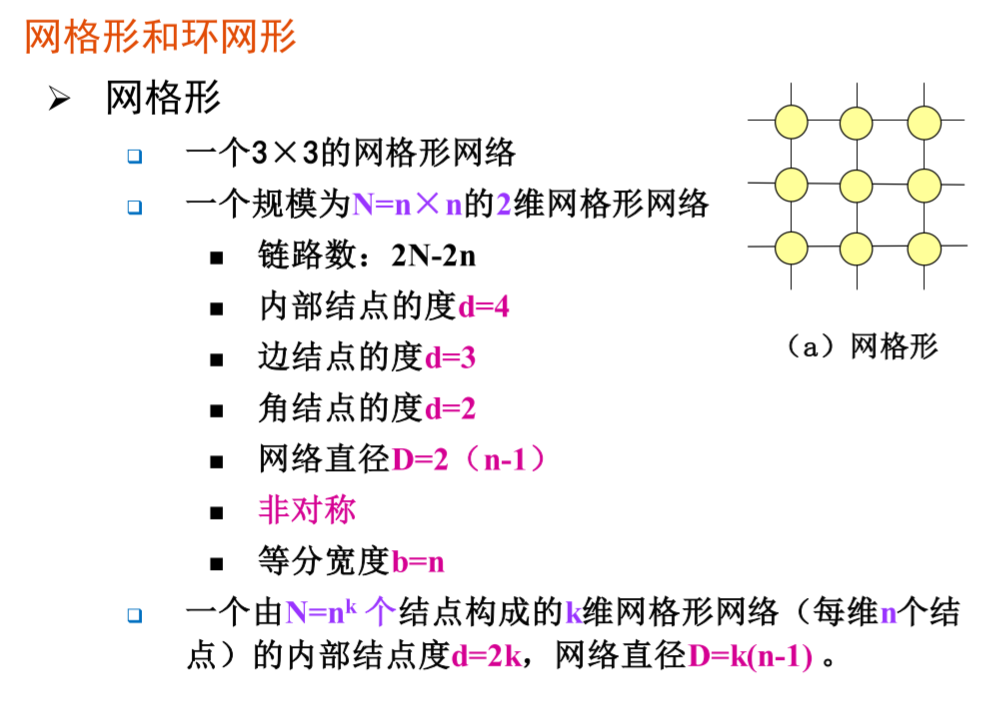 网格形和环网形
网格形
一个3×3的网格形网络
一个规模为N=n×n的2维网格形网络
链路数：2N-2n
内部结点的度d=4
边结点的度d=3
角结点的度d=2
网络直径D=2（n-1）
非对称
等分宽度b=n
一个由N=nᵏ 个结点构成的k维网格形网络（每维n个结
点）的内部结点度d=2k，网络直径D=k(n-1) 。
（a）网格形